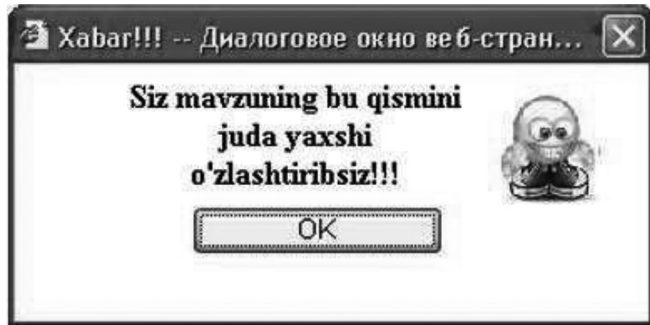 Xabar!!! -- Диалоговое окно веб-стран...
Siz mavzuning bu qismini
juda yaxshi
o'zlashtiribsiz!!!
OK